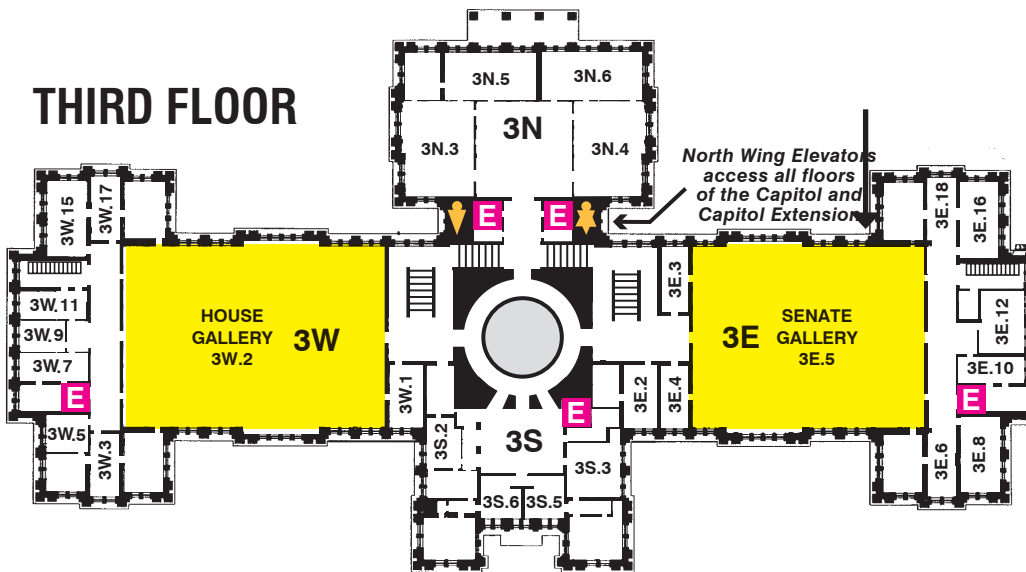 THIRD FLOOR
3N.5
3N.6
3N
3N.3
3N.4
North Wing Elevators
access all floors
of the Capitol and
Capitol Extension
E
E
3W.15
3W.17
3W.11
3W.9
3W.7
E
3W.5
3W.3
HOUSE
GALLERY
3W.2
3W
3W.1
3S.2
3S
E
3S.3
3S.6
3S.5
3E.2
3E.4
3E.3
3E
SENATE
GALLERY
3E.5
3E.18
3E.16
3E.12
3E.10
E
3E.6
3E.8